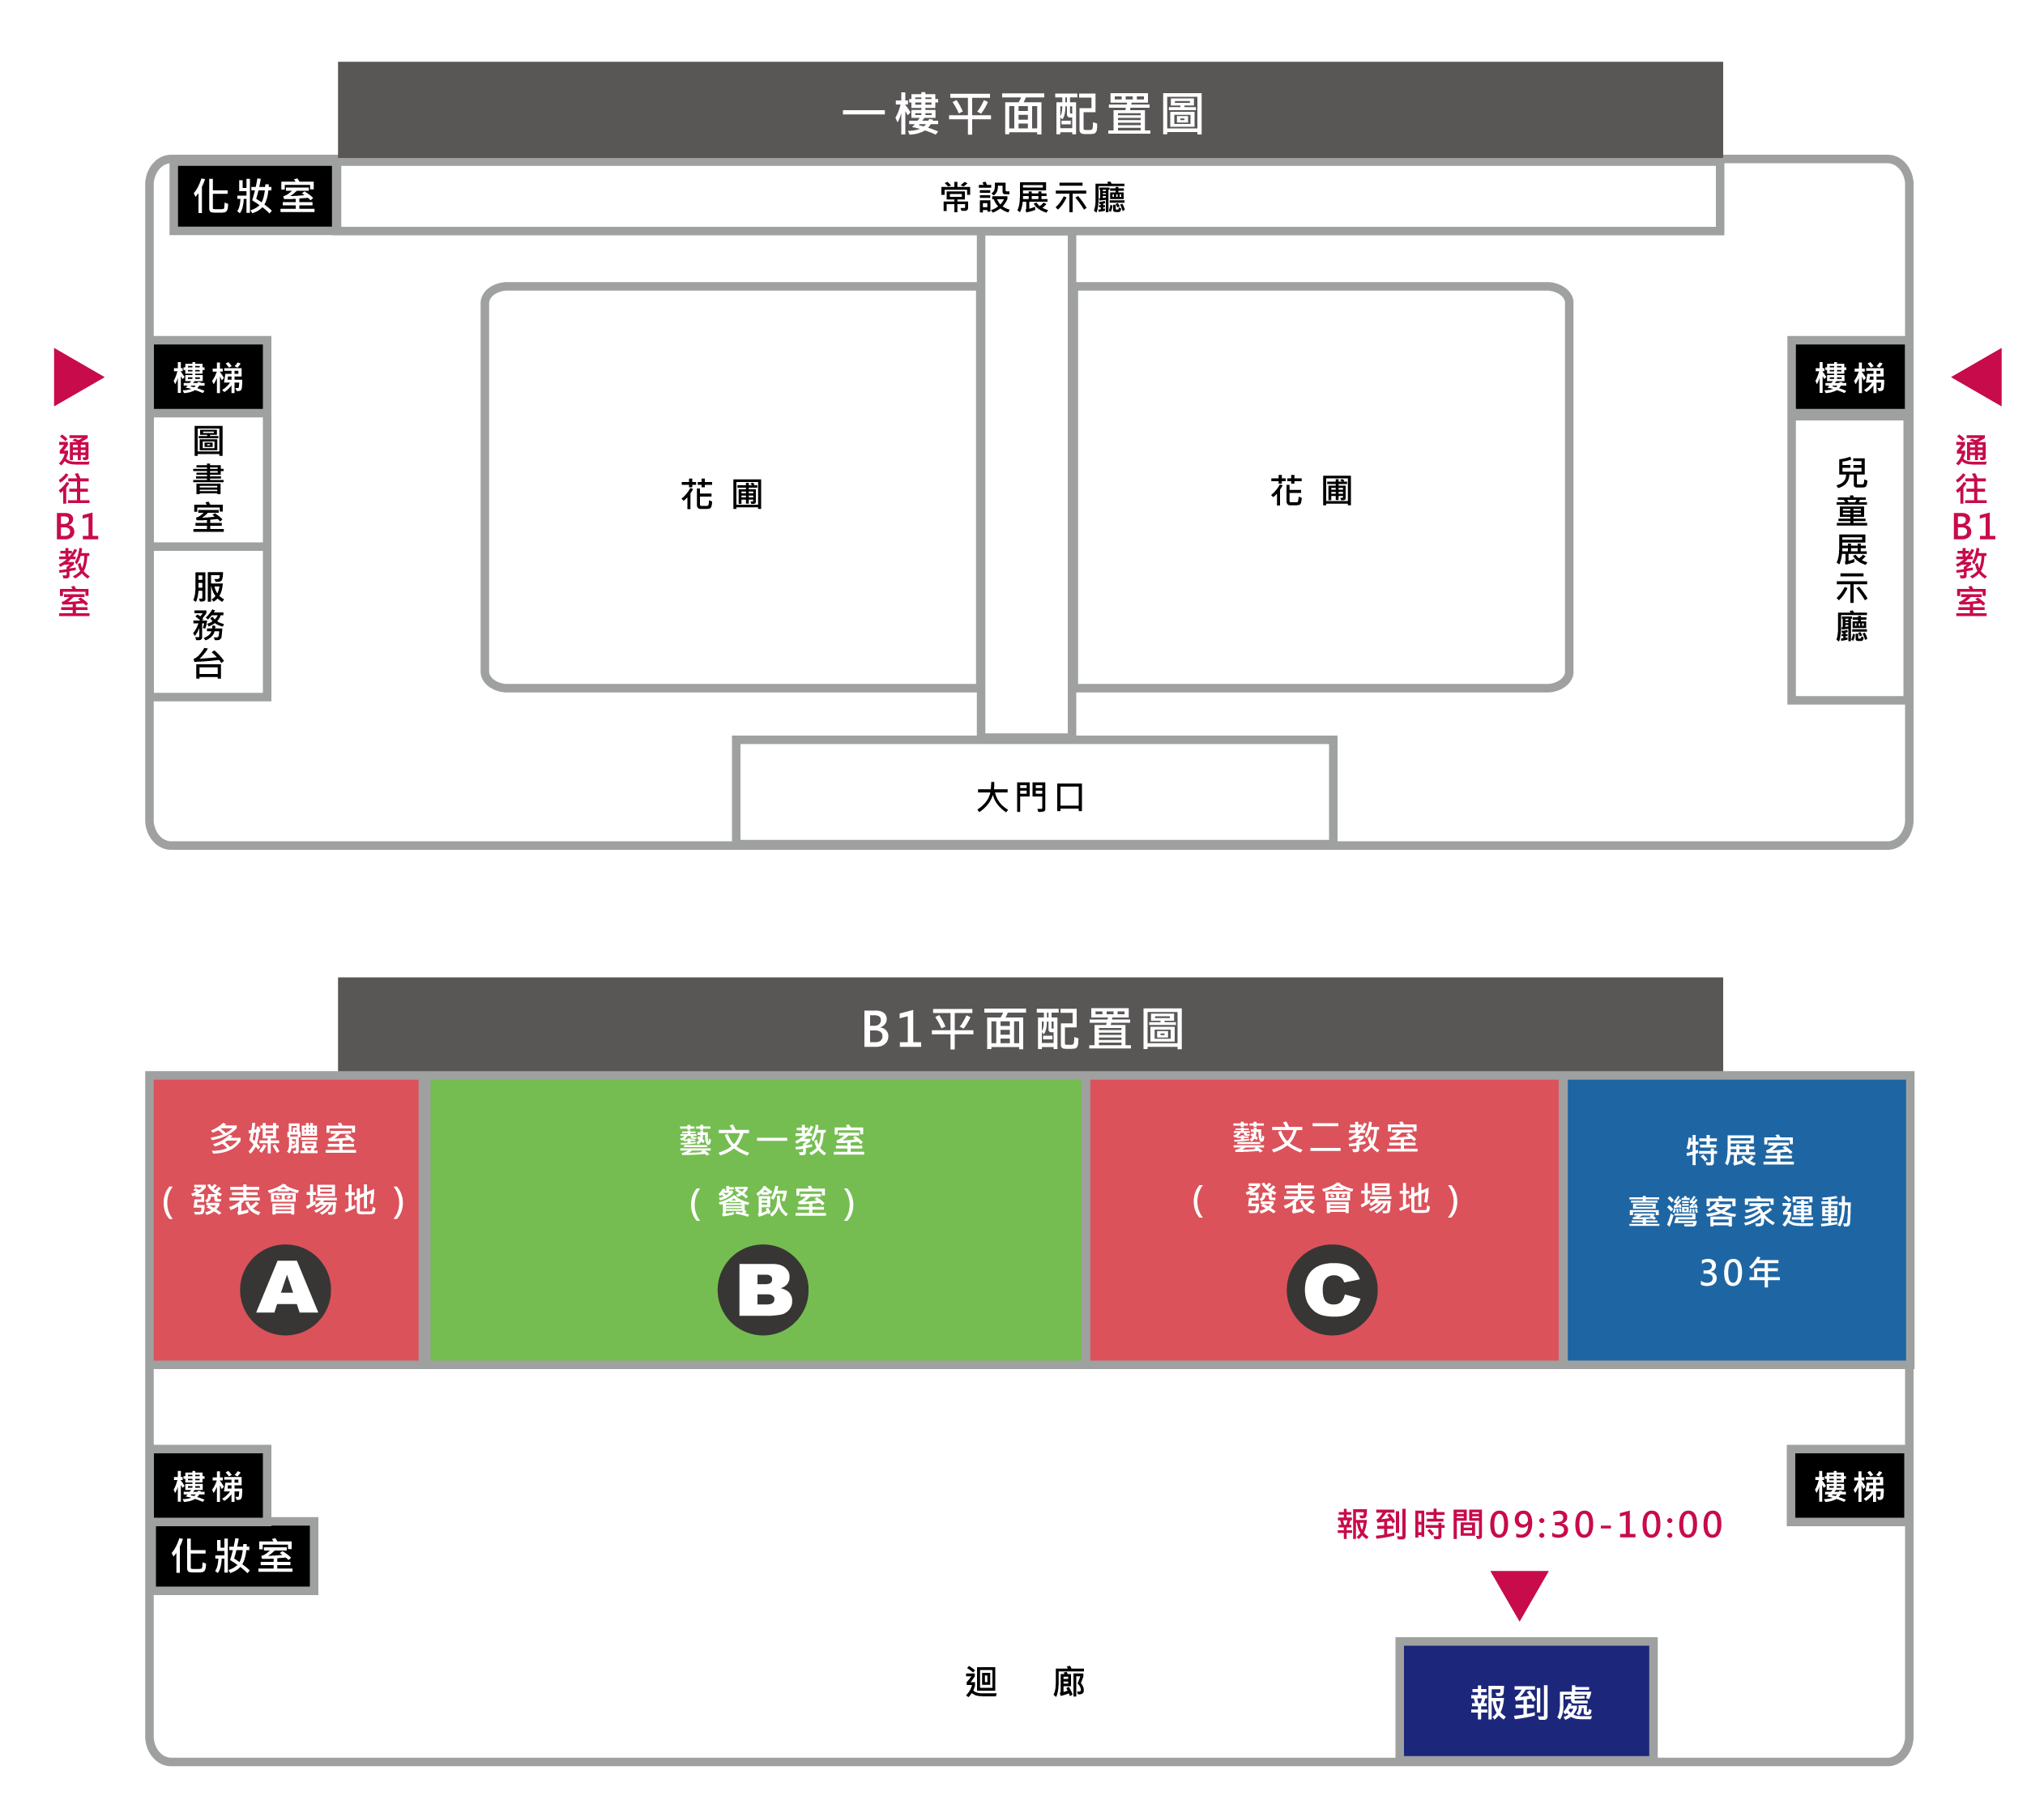 一樓平面配置圖
化妝室
常設展示廳
樓梯
樓梯
通往B1教室
圖書室
服務台
花 圃
花 圃
兒童展示廳
通往B1教室
大門口
B1平面配置圖
多媒體室
( 發表會場地 )
A
藝文一教室
( 餐飲室 )
B
藝文二教室
( 發表會場地 )
C
特展室
臺灣客家運動
30年
樓梯
樓梯
化妝室
報到時間09:30-10:00
迴 廊
報到處